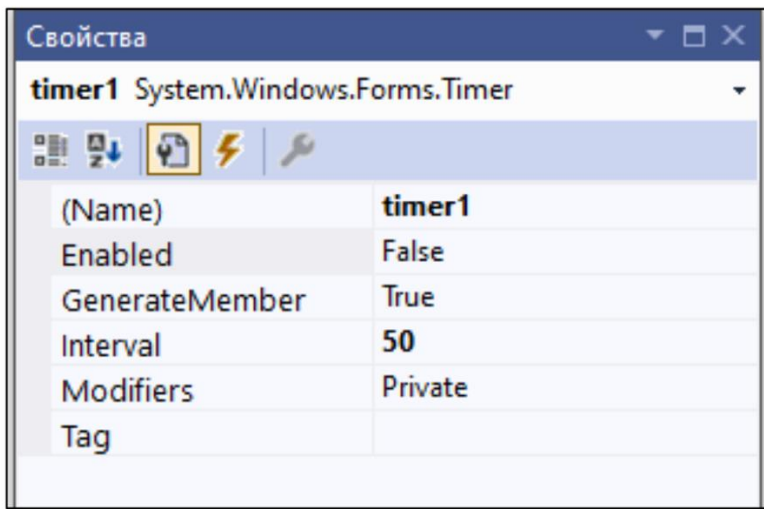 Свойства
timer1 System.Windows.Forms.Timer
(Name) timer1
Enabled False
GenerateMember True
Interval 50
Modifiers Private
Tag